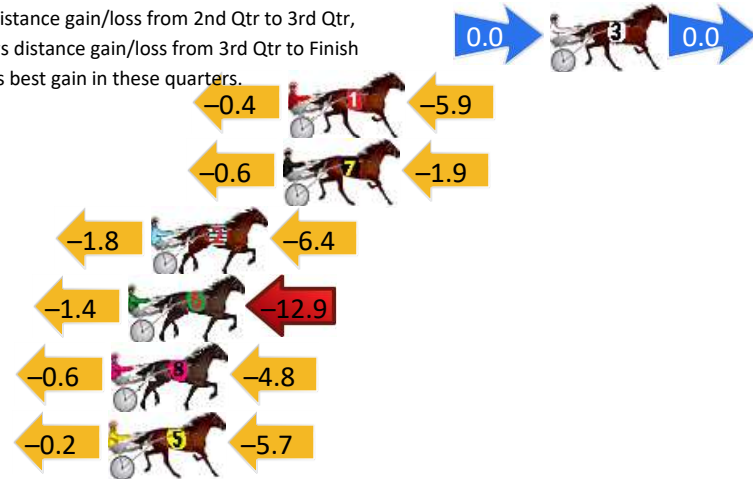 istance gain/loss from 2nd Qtr to 3rd Qtr,
0.0 3 0.0
s distance gain/loss from 3rd Qtr to Finish
s best gain in these quarters.
–0.4 1 –5.9
–0.6 7 –1.9
–1.8 2 –6.4
–1.4 6 –12.9
–0.6 8 –4.8
–0.2 5 –5.7